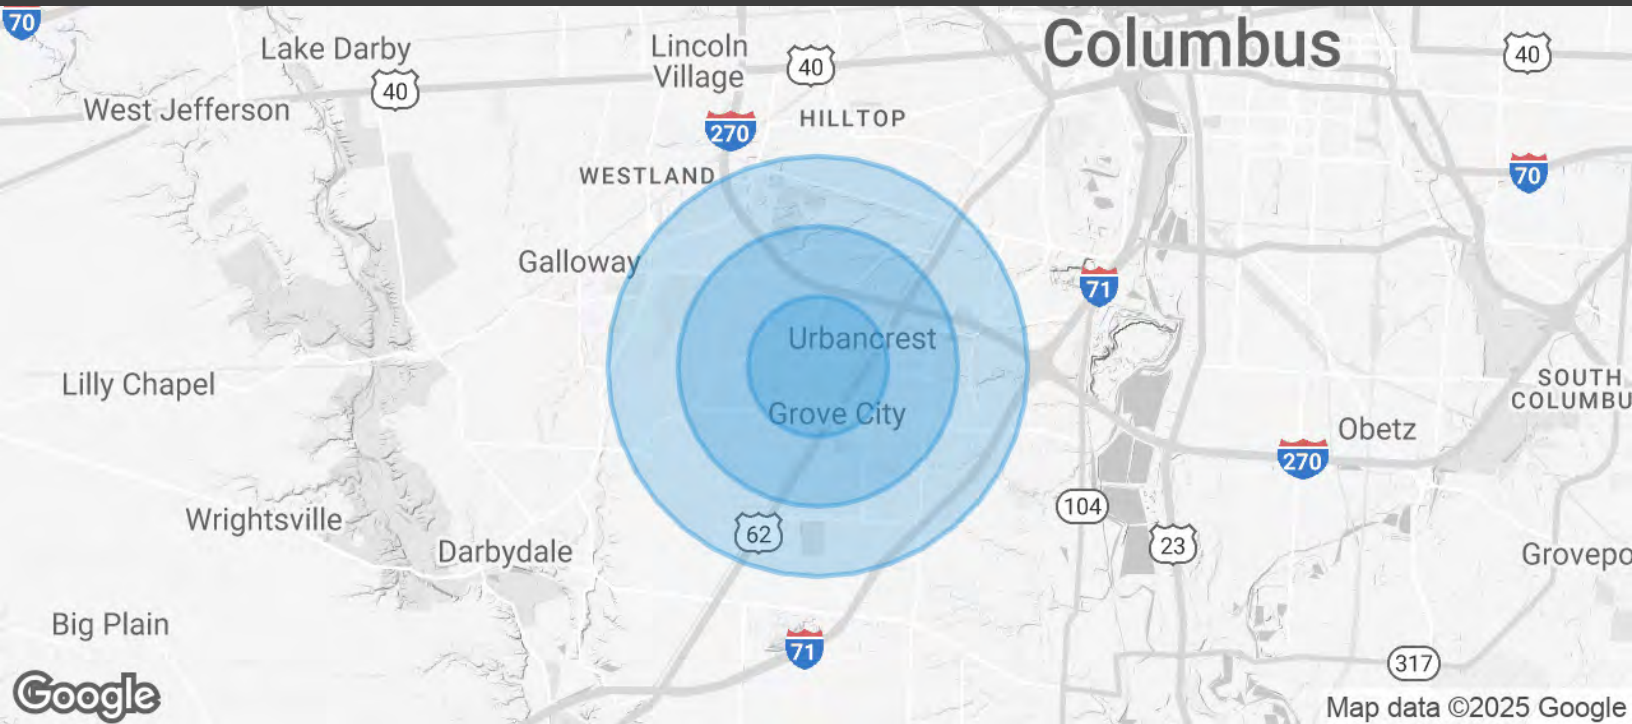 70
Lake Darby
Lincoln
Village
40
Columbus
40
40
West Jefferson
270
HILLTOP
WESTLAND
70
Galloway
71
Urbancrest
Lilly Chapel
SOUTH
COLUMBU
Grove City
Obetz
270
Wrightsville
104
62
23
Darbydale
Grovepo
Big Plain
71
317
Google
Map data ©2025 Google